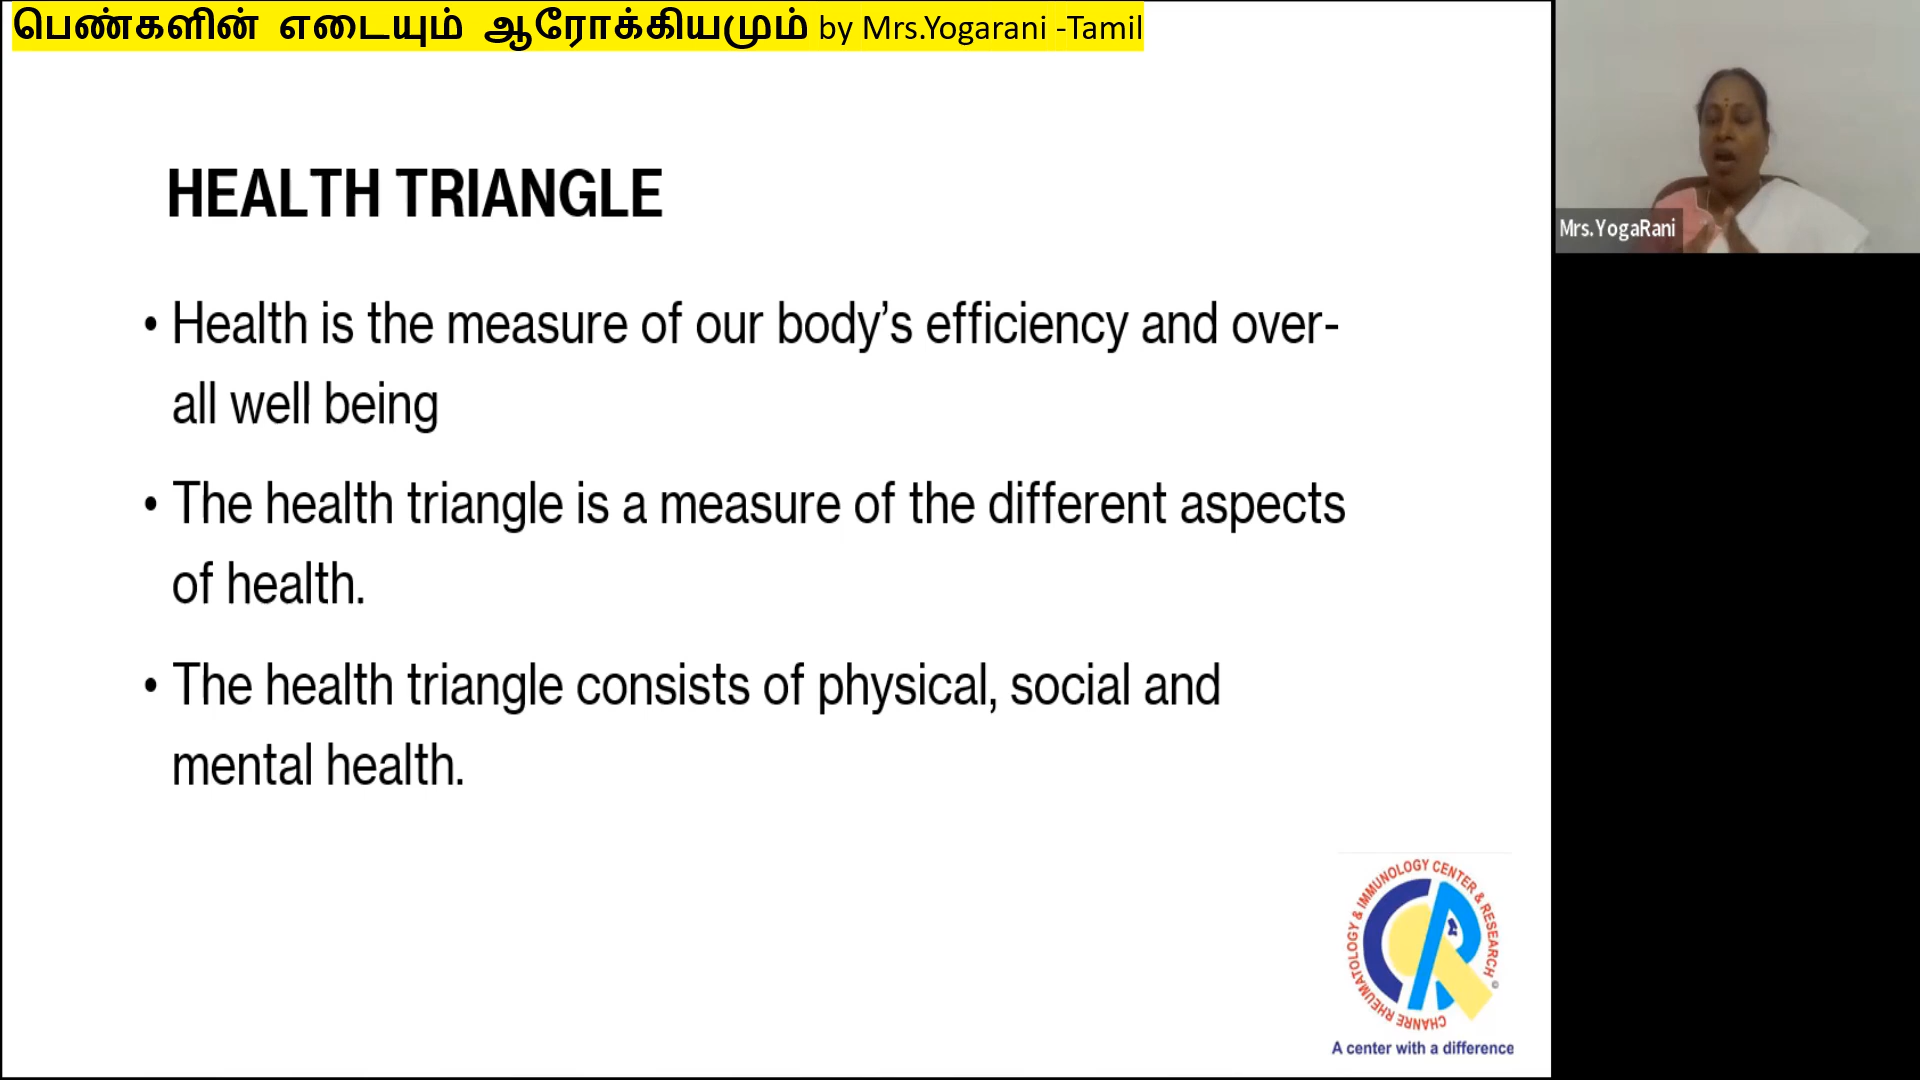 பெண்களின் எடையும் ஆரோக்கியமும் by Mrs.Yogarani -Tamil
Mrs.YogaRani
HEALTH TRIANGLE
• Health is the measure of our body’s efficiency and over-
all well being
• The health triangle is a measure of the different aspects
of health.
• The health triangle consists of physical, social and
mental health.
CHANRE RHEUMATOLOGY & IMMUNOLOGY CENTER & RESEARCH ©
A center with a difference